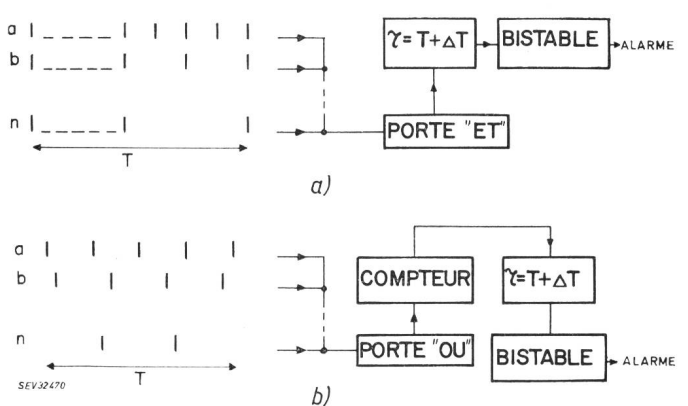 a
b
n
T
τ=T+ΔT
BISTABLE
ALARME
PORTE "ET"
a)
a
b
n
T
COMPTEUR
τ=T+ΔT
PORTE "OU"
BISTABLE
ALARME
SEV32470
b)